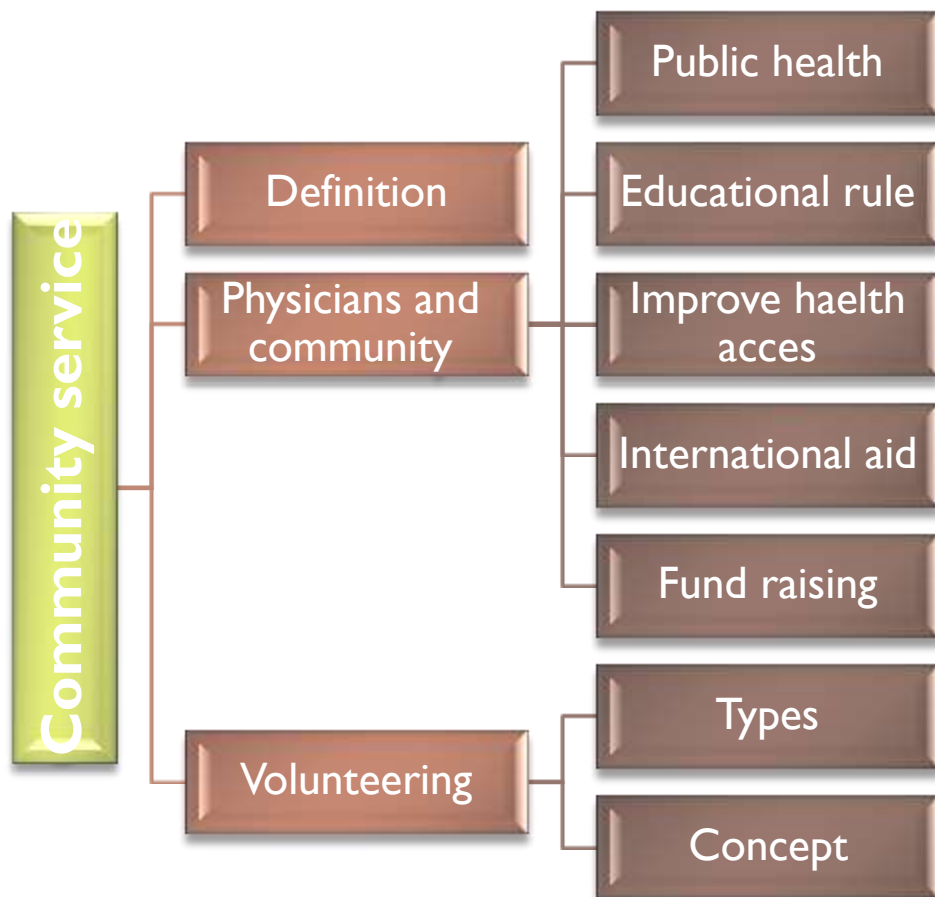 Community service
Definition
Physicians and
community
Public health
Educational rule
Improve haelth
acces
International aid
Fund raising
Volunteering
Types
Concept